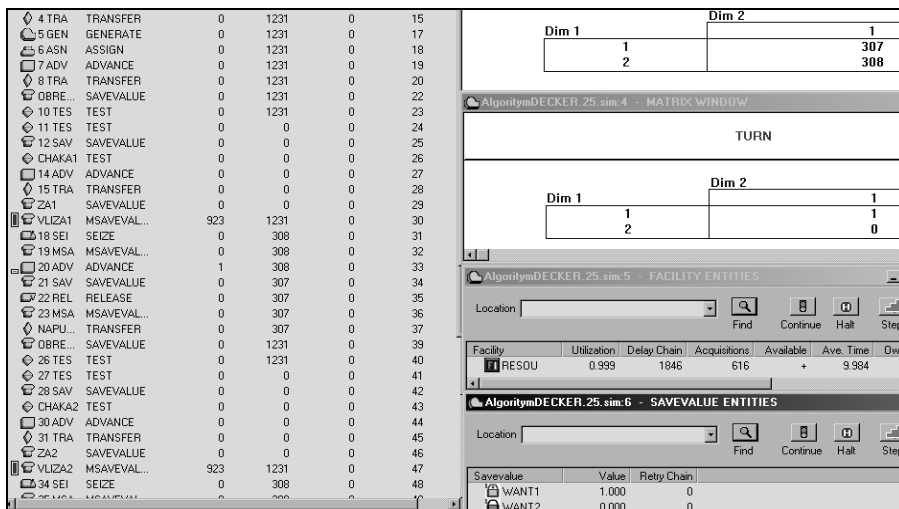 4 TRA TRANSFER 0 1231 0 15
5 GEN GENERATE 0 1231 0 17
6 ASN ASSIGN 0 1231 0 18
7 ADV ADVANCE 0 1231 0 19
8 TRA TRANSFER 0 1231 0 20
OBRE... SAVEVALUE 0 1231 0 22
10 TES TEST 0 1231 0 23
11 TES TEST 0 0 0 24
12 SAV SAVEVALUE 0 0 0 25
CHAKA1 TEST 0 0 0 26
14 ADV ADVANCE 0 0 0 27
15 TRA TRANSFER 0 0 0 28
ZA1 SAVEVALUE 0 0 0 29
VLIZA1 MSAVEVAL... 923 1231 0 30
18 SEI SEIZE 0 308 0 31
19 MSA MSAVEVAL... 0 308 0 32
20 ADV ADVANCE 1 308 0 33
21 SAV SAVEVALUE 0 307 0 34
22 REL RELEASE 0 307 0 35
23 MSA MSAVEVAL... 0 307 0 36
NAPU... TRANSFER 0 307 0 37
OBRE... SAVEVALUE 0 1231 0 39
26 TES TEST 0 1231 0 40
27 TES TEST 0 0 0 41
28 SAV SAVEVALUE 0 0 0 42
CHAKA2 TEST 0 0 0 43
30 ADV ADVANCE 0 0 0 44
31 TRA TRANSFER 0 0 0 45
ZA2 SAVEVALUE 0 0 0 46
VLIZA2 MSAVEVAL... 923 1231 0 47
34 SEI SEIZE 0 308 0 48
Dim 2
Dim 1 1
1 307
2 308
AlgoritymDECKER.25.sim:4 - MATRIX WINDOW
TURN
Dim 2
Dim 1 1
1 1
2 0
AlgoritymDECKER.25.sim:5 - FACILITY ENTITIES
Location
Find Continue Halt Step
Facility Utilization Delay Chain Acquisitions Available Ave. Time Ow
RESOU 0.999 1846 616 + 9.984
AlgoritymDECKER.25.sim:6 - SAVEVALUE ENTITIES
Location
Find Continue Halt Step
Savevalue Value Retry Chain
WANT1 1.000 0
WANT2 0.000 0